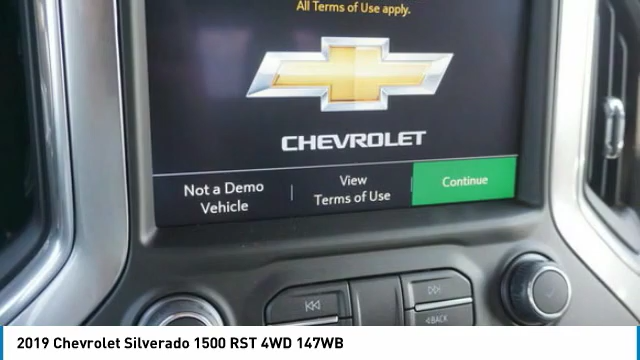 All Terms of Use apply.
CHEVROLET
Not a Demo
Vehicle
View
Terms of Use
Continue
BACK
2019 Chevrolet Silverado 1500 RST 4WD 147WB